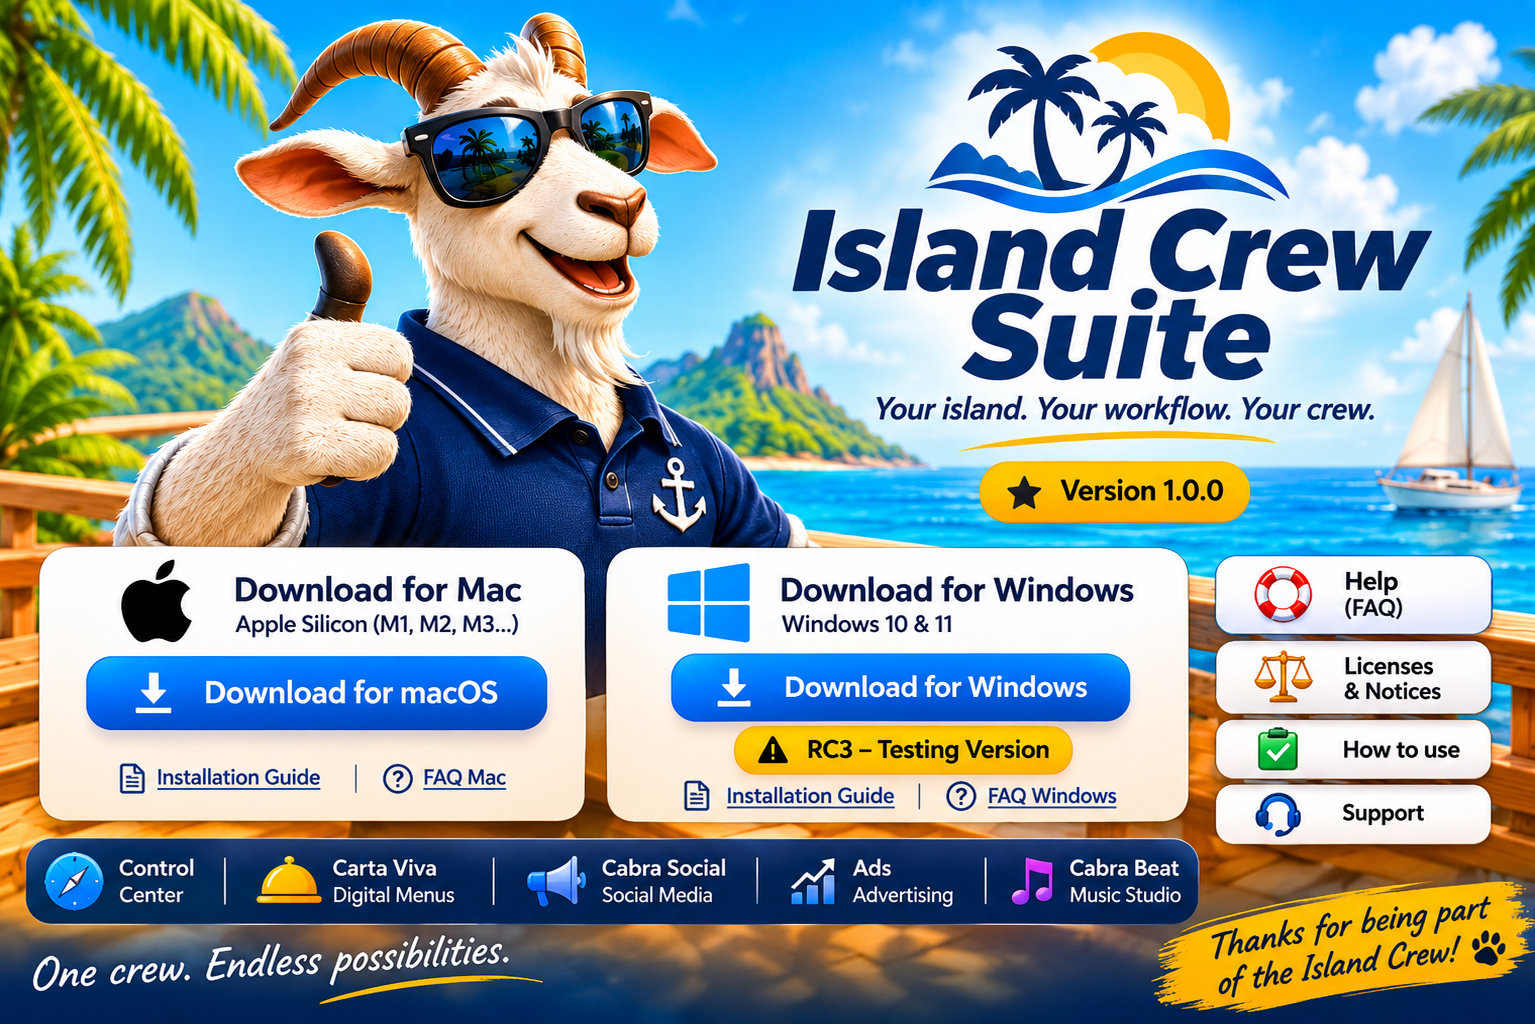 Island Crew
Suite
Your island. Your workflow. Your crew.
★ Version 1.0.0
Download for Mac
Apple Silicon (M1, M2, M3...)
Download for macOS
Installation Guide | FAQ Mac
Download for Windows
Windows 10 & 11
Download for Windows
RC3 – Testing Version
Installation Guide | FAQ Windows
Help
(FAQ)
Licenses
& Notices
How to use
Support
Control
Center
Carta Viva
Digital Menus
Cabra Social
Social Media
Ads
Advertising
Cabra Beat
Music Studio
One crew. Endless possibilities.
Thanks for being part
of the Island Crew!